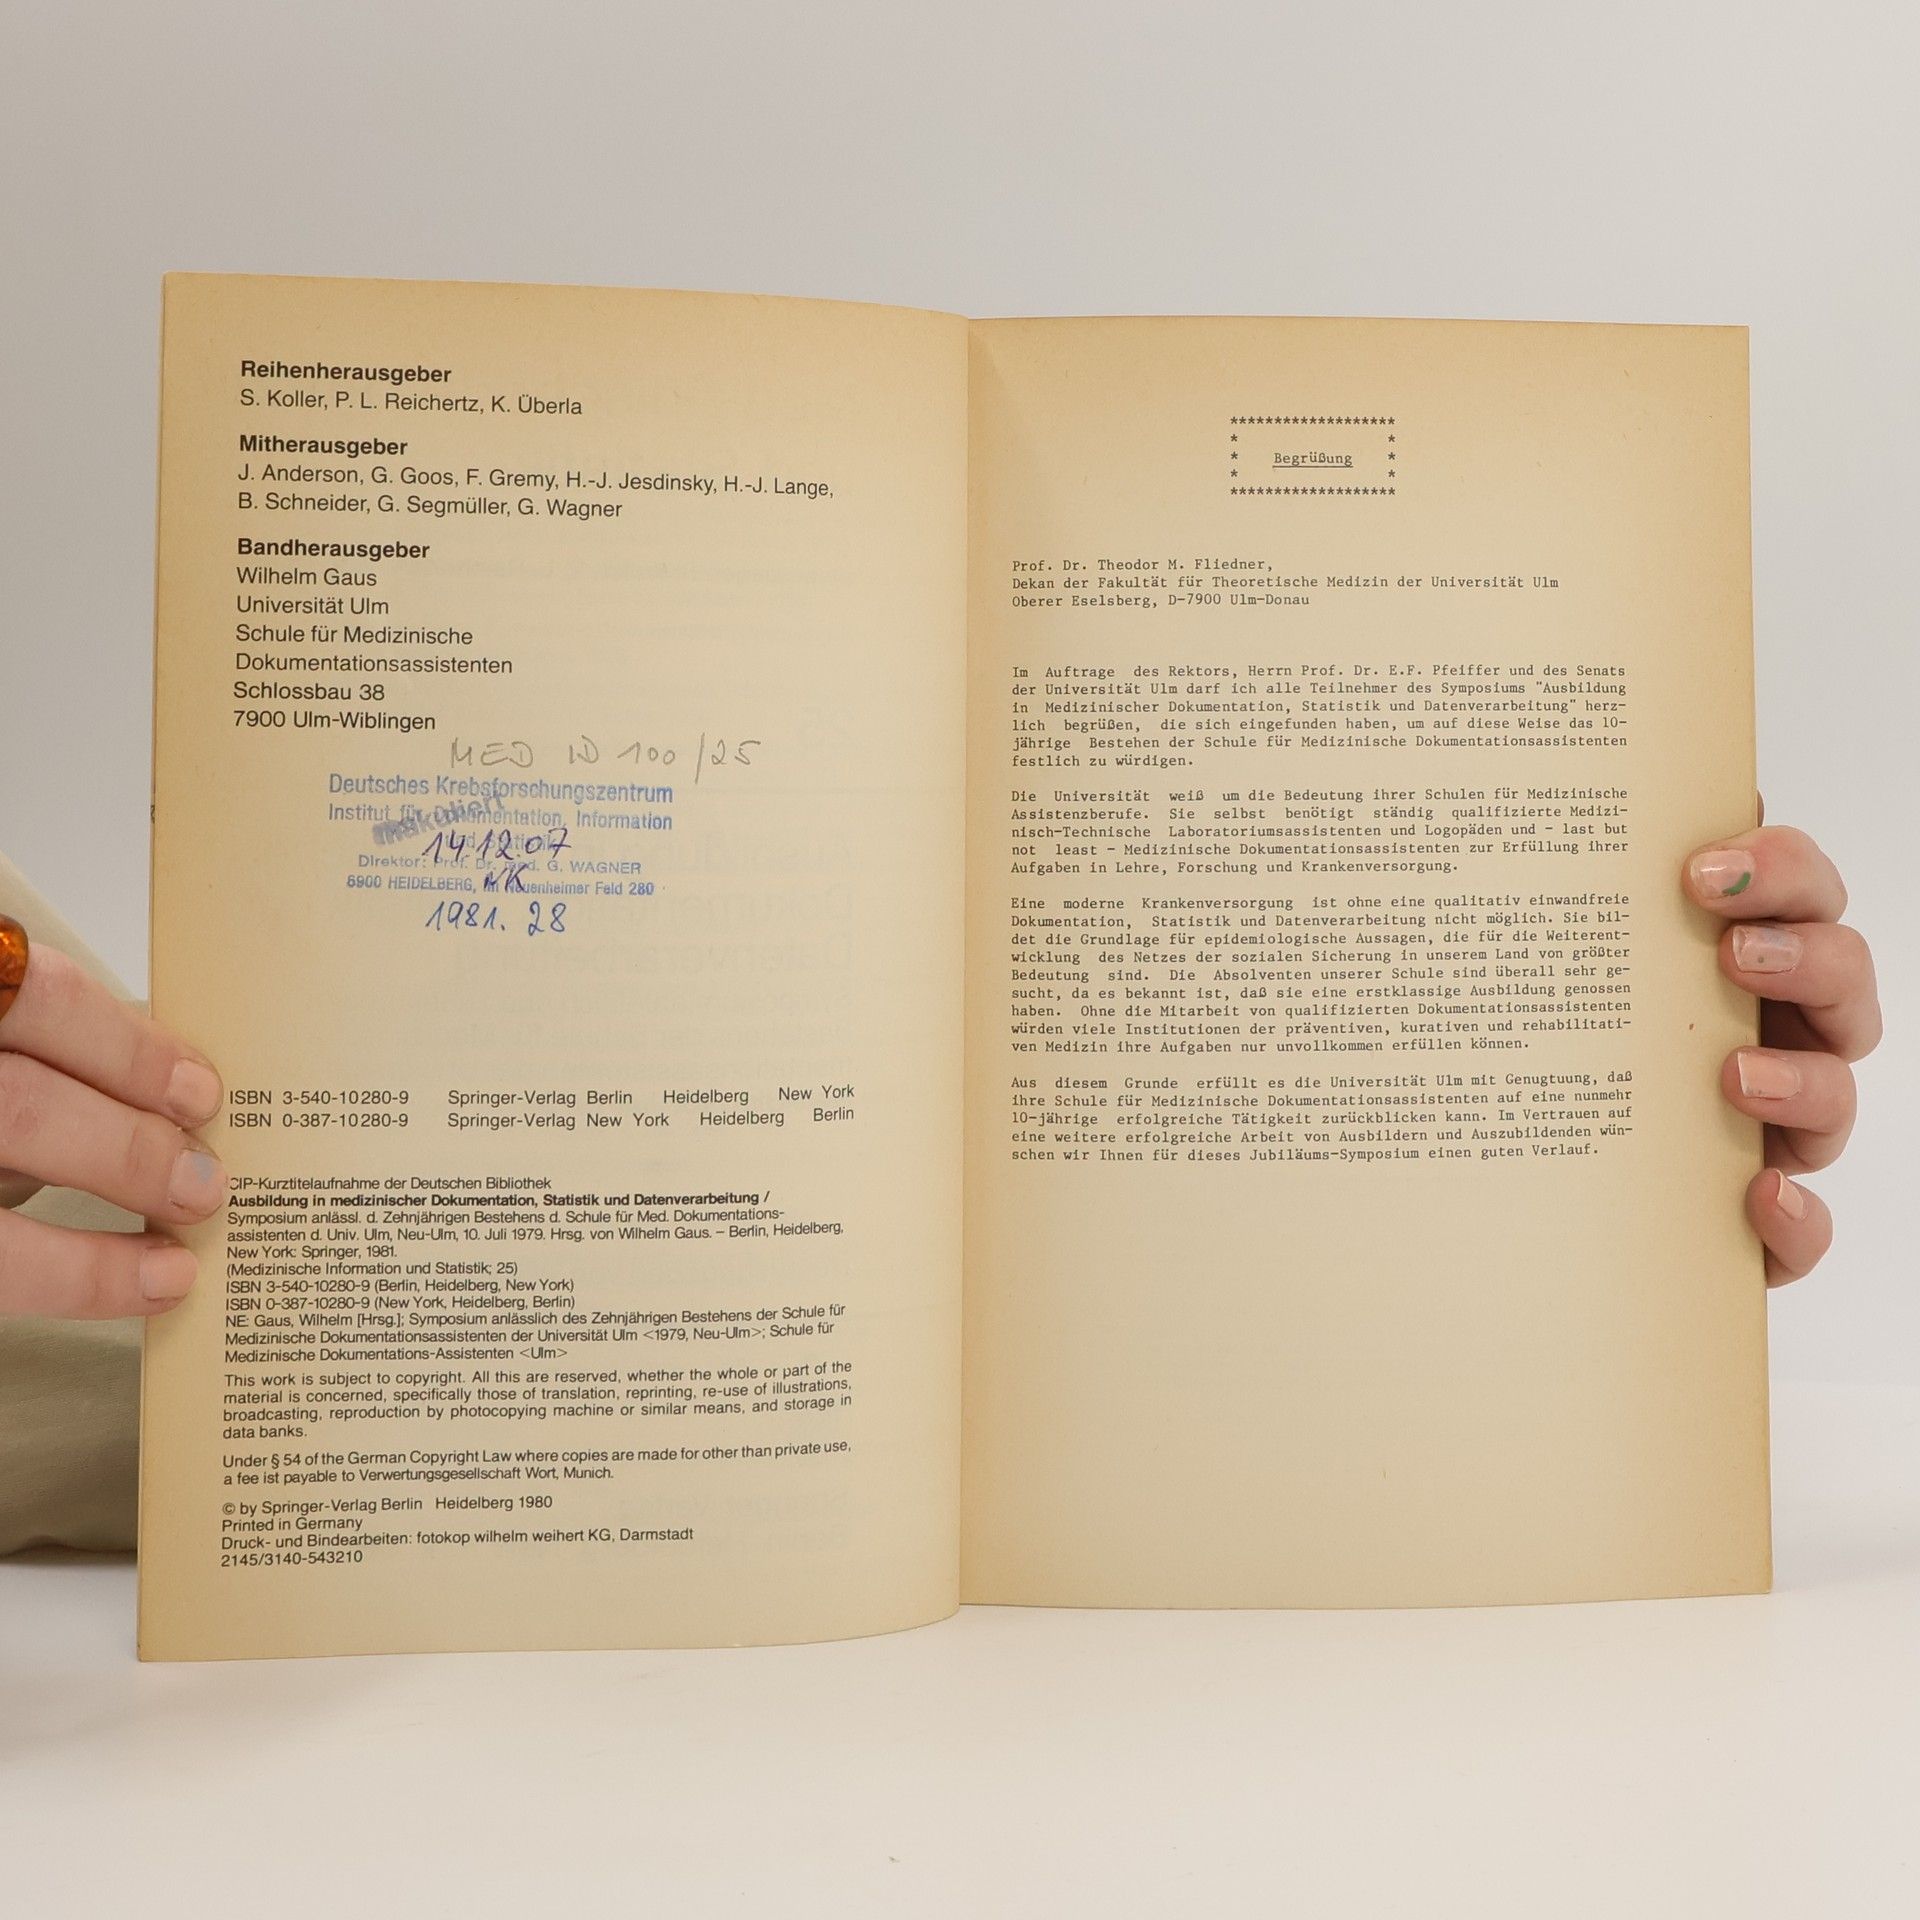 Reihenherausgeber
S. Koller, P. L. Reichertz, K. Überla
Mitherausgeber
J. Anderson, G. Goos, F. Gremy, H.-J. Jesdinsky, H.-J. Lange,
B. Schneider, G. Segmüller, G. Wagner
Bandherausgeber
Wilhelm Gaus
Universität Ulm
Schule für Medizinische
Dokumentationsassistenten
Schlossbau 38
7900 Ulm-Wiblingen
MED ID 100/25
Deutsches Krebsforschungszentrum
Institut für Dokumentation, Information
und Statistik
makuliert
14.12.07
Direktor: Prof. Dr. med. G. WAGNER
6900 HEIDELBERG, Im Neuenheimer Feld 280
NK
1981. 28
ISBN 3-540-10280-9 Springer-Verlag Berlin Heidelberg New York
ISBN 0-387-10280-9 Springer-Verlag New York Heidelberg Berlin
CIP-Kurztitelaufnahme der Deutschen Bibliothek
Ausbildung in medizinischer Dokumentation, Statistik und Datenverarbeitung /
Symposium anlässl. d. Zehnjährigen Bestehens d. Schule für Med. Dokumentations-
assistenten d. Univ. Ulm, Neu-Ulm, 10. Juli 1979. Hrsg. von Wilhelm Gaus. – Berlin, Heidelberg,
New York: Springer, 1981.
(Medizinische Information und Statistik; 25)
ISBN 3-540-10280-9 (Berlin, Heidelberg, New York)
ISBN 0-387-10280-9 (New York, Heidelberg, Berlin)
NE: Gaus, Wilhelm [Hrsg.]; Symposium anlässlich des Zehnjährigen Bestehens der Schule für
Medizinische Dokumentationsassistenten der Universität Ulm <1979, Neu-Ulm>; Schule für
Medizinische Dokumentations-Assistenten <Ulm>
This work is subject to copyright. All this are reserved, whether the whole or part of the
material is concerned, specifically those of translation, reprinting, re-use of illustrations,
broadcasting, reproduction by photocopying machine or similar means, and storage in
data banks.
Under § 54 of the German Copyright Law where copies are made for other than private use,
a fee ist payable to Verwertungsgesellschaft Wort, Munich.
© by Springer-Verlag Berlin Heidelberg 1980
Printed in Germany
Druck- und Bindearbeiten: fotokop wilhelm weihert KG, Darmstadt
2145/3140-543210
*******************
* *
* Begrüßung *
* *
*******************
Prof. Dr. Theodor M. Fliedner,
Dekan der Fakultät für Theoretische Medizin der Universität Ulm
Oberer Eselsberg, D-7900 Ulm-Donau
Im Auftrage des Rektors, Herrn Prof. Dr. E.F. Pfeiffer und des Senats
der Universität Ulm darf ich alle Teilnehmer des Symposiums "Ausbildung
in Medizinischer Dokumentation, Statistik und Datenverarbeitung" herz-
lich begrüßen, die sich eingefunden haben, um auf diese Weise das 10-
jährige Bestehen der Schule für Medizinische Dokumentationsassistenten
festlich zu würdigen.
Die Universität weiß um die Bedeutung ihrer Schulen für Medizinische
Assistenzberufe. Sie selbst benötigt ständig qualifizierte Medizi-
nisch-Technische Laboratoriumsassistenten und Logopäden und - last but
not least - Medizinische Dokumentationsassistenten zur Erfüllung ihrer
Aufgaben in Lehre, Forschung und Krankenversorgung.
Eine moderne Krankenversorgung ist ohne eine qualitativ einwandfreie
Dokumentation, Statistik und Datenverarbeitung nicht möglich. Sie bil-
det die Grundlage für epidemiologische Aussagen, die für die Weiterent-
wicklung des Netzes der sozialen Sicherung in unserem Land von größter
Bedeutung sind. Die Absolventen unserer Schule sind überall sehr ge-
sucht, da es bekannt ist, daß sie eine erstklassige Ausbildung genossen
haben. Ohne die Mitarbeit von qualifizierten Dokumentationsassistenten
würden viele Institutionen der präventiven, kurativen und rehabilitati-
ven Medizin ihre Aufgaben nur unvollkommen erfüllen können.
Aus diesem Grunde erfüllt es die Universität Ulm mit Genugtuung, daß
ihre Schule für Medizinische Dokumentationsassistenten auf eine nunmehr
10-jährige erfolgreiche Tätigkeit zurückblicken kann. Im Vertrauen auf
eine weitere erfolgreiche Arbeit von Ausbildern und Auszubildenden wün-
schen wir Ihnen für dieses Jubiläums-Symposium einen guten Verlauf.